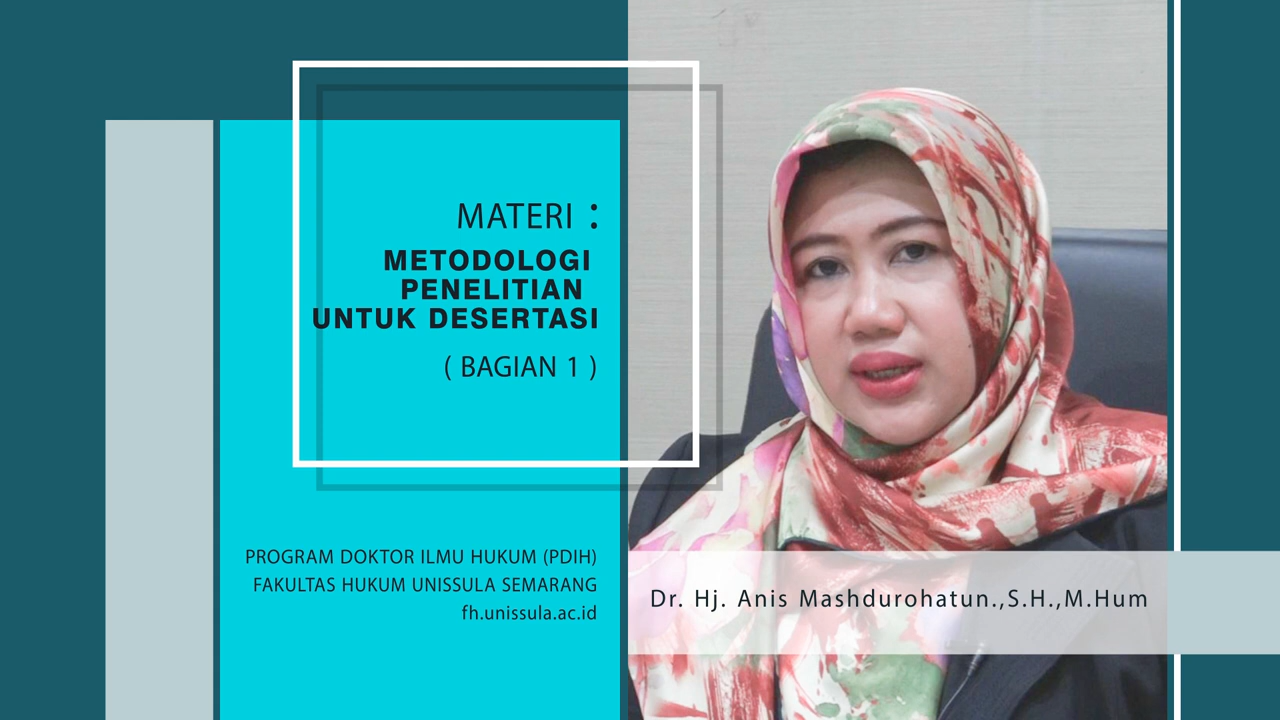 MATERI :
METODOLOGI
PENELITIAN
UNTUK DESERTASI
( BAGIAN 1 )
PROGRAM DOKTOR ILMU HUKUM (PDIH)
FAKULTAS HUKUM UNISSULA SEMARANG
fh.unissula.ac.id
Dr. Hj. Anis Mashdurohatun.,S.H.,M.Hum